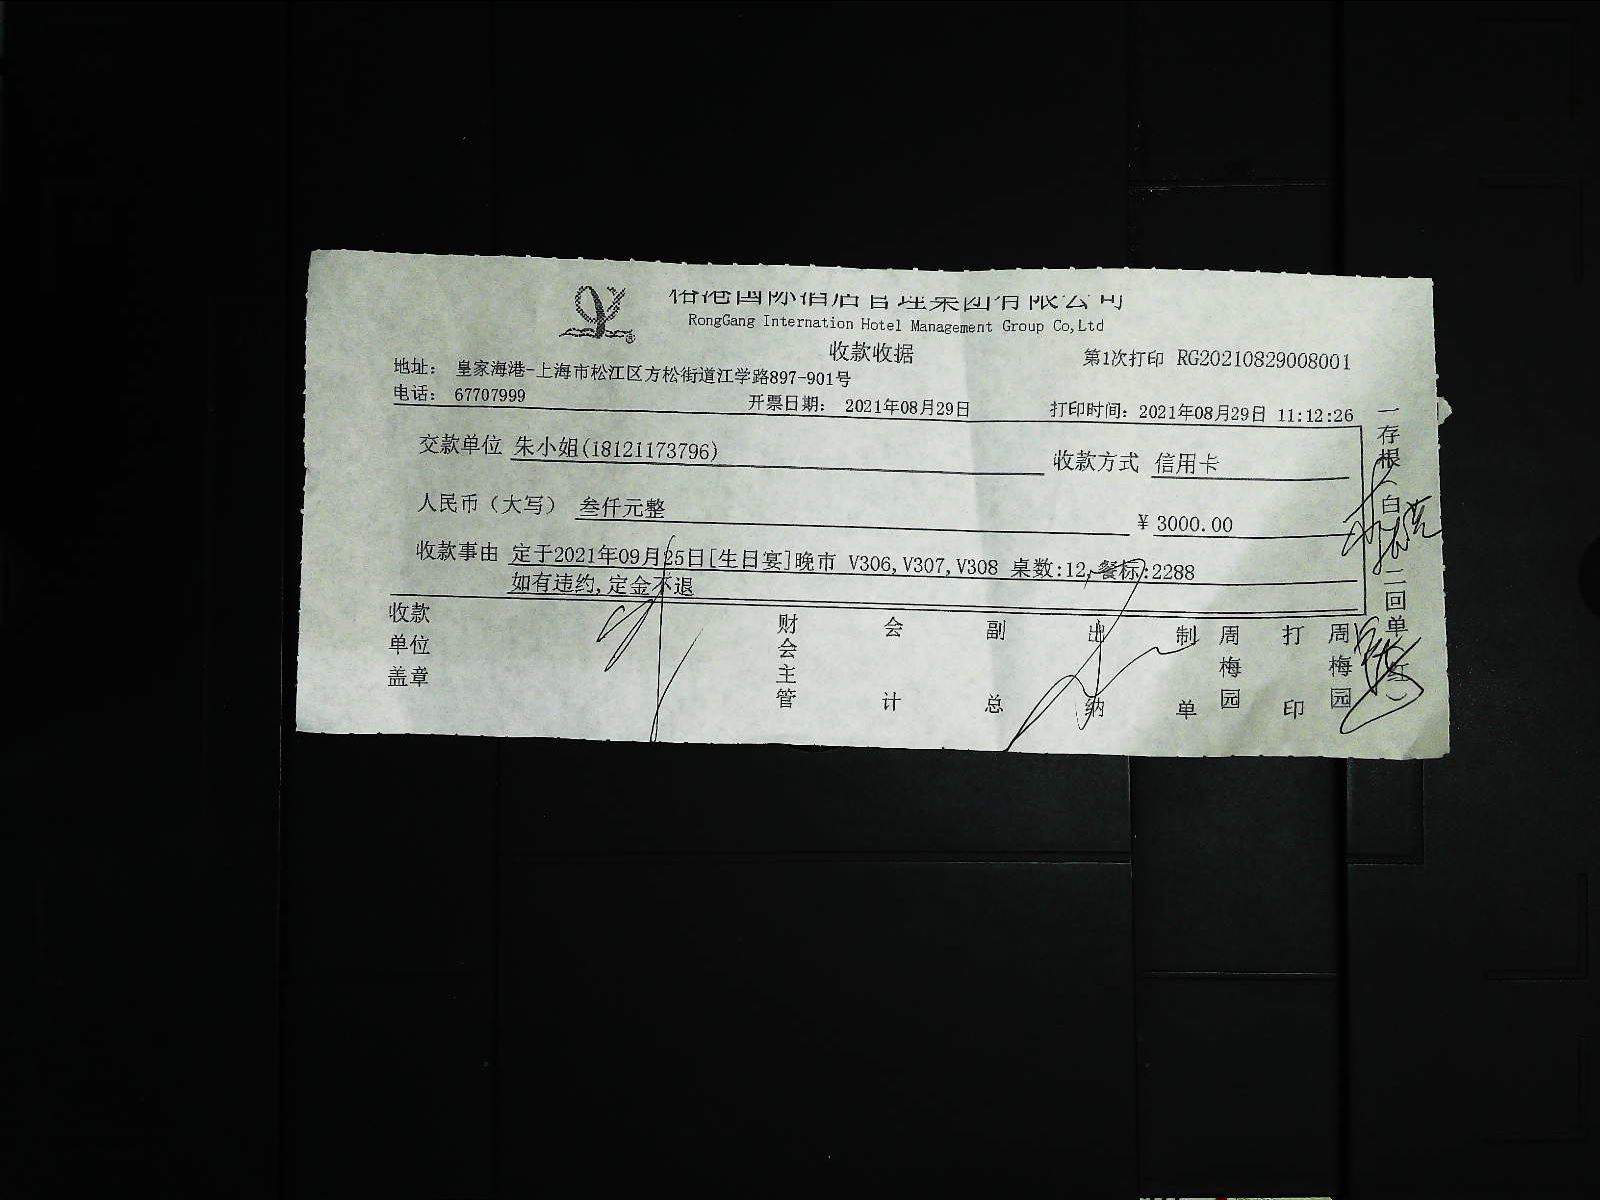 榕港国际酒店管理集团有限公司
RongGang Internation Hotel Management Group Co,Ltd
收款收据
第1次打印 RG20210829008001
地址： 皇家海港-上海市松江区方松街道江学路897-901号
电话： 67707999 开票日期： 2021年08月29日 打印时间：2021年08月29日 11:12:26
交款单位 朱小姐(18121173796) 收款方式 信用卡
人民币（大写） 叁仟元整 ￥3000.00
收款事由 定于2021年09月25日[生日宴]晚市 V306,V307,V308 桌数:12,餐标:2288
如有违约,定金不退
收款单位盖章 财会主管 会计 副总 出纳 制单 周梅园 打印 周梅园
一存根（白）二回单（红）